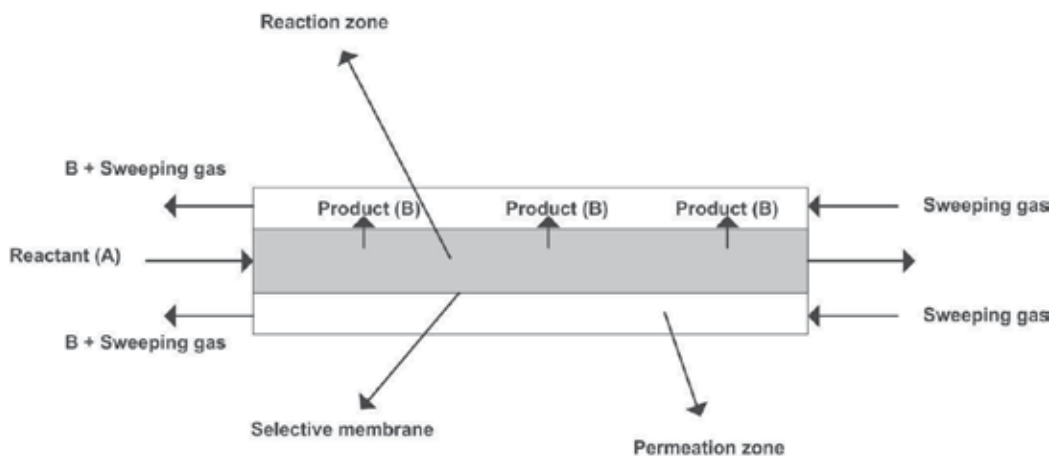 Reaction zone
B + Sweeping gas
Product (B) Product (B) Product (B)
Sweeping gas
Reactant (A)
Sweeping gas
B + Sweeping gas
Selective membrane
Permeation zone